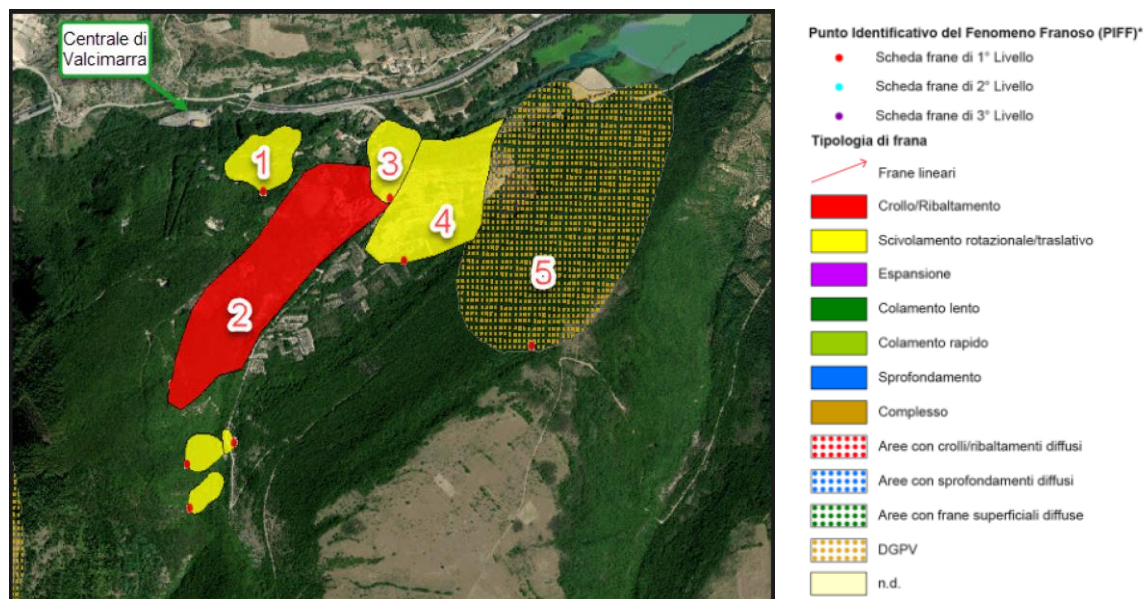 Centrale di
Valcimarra
1
2
3
4
5
Punto Identificativo del Fenomeno Franoso (PIFF)*
Scheda frane di 1° Livello
Scheda frane di 2° Livello
Scheda frane di 3° Livello
Tipologia di frana
Frane lineari
Crollo/Ribaltamento
Scivolamento rotazionale/traslativo
Espansione
Colamento lento
Colamento rapido
Sprofondamento
Complesso
Aree con crolli/ribaltamenti diffusi
Aree con sprofondamenti diffusi
Aree con frane superficiali diffuse
DGPV
n.d.